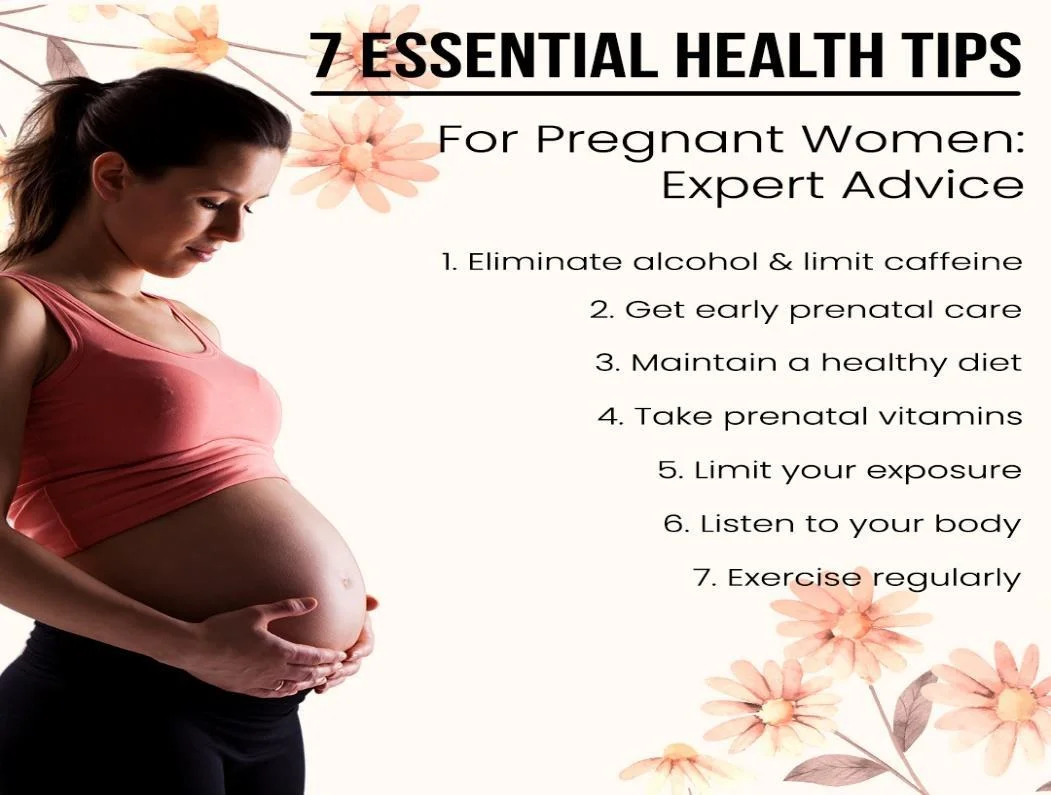 7 ESSENTIAL HEALTH TIPS
For Pregnant Women:
Expert Advice
1. Eliminate alcohol & limit caffeine
2. Get early prenatal care
3. Maintain a healthy diet
4. Take prenatal vitamins
5. Limit your exposure
6. Listen to your body
7. Exercise regularly